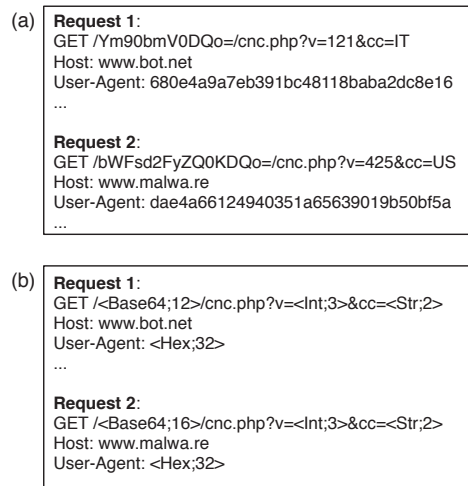 (a)
Request 1:
GET /Ym90bmV0DQo=/cnc.php?v=121&cc=IT
Host: www.bot.net
User-Agent: 680e4a9a7eb391bc48118baba2dc8e16
...
Request 2:
GET /bWFsd2FyZQ0KDQo=/cnc.php?v=425&cc=US
Host: www.malwa.re
User-Agent: dae4a66124940351a65639019b50bf5a
...
(b)
Request 1:
GET /<Base64;12>/cnc.php?v=<Int;3>&cc=<Str;2>
Host: www.bot.net
User-Agent: <Hex;32>
...
Request 2:
GET /<Base64;16>/cnc.php?v=<Int;3>&cc=<Str;2>
Host: www.malwa.re
User-Agent: <Hex;32>